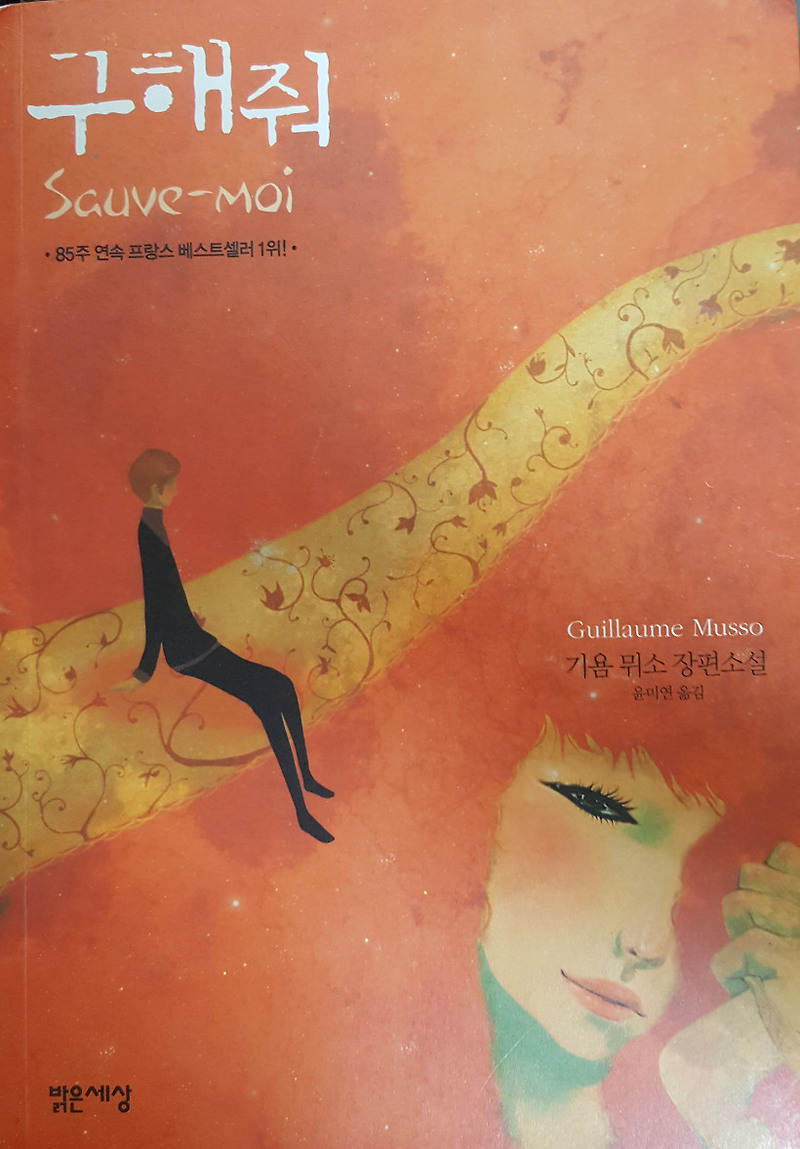 구해줘
Sauve-moi
• 85주 연속 프랑스 베스트셀러 1위! •
Guillaume Musso
기욤 뮈소 장편소설
윤미연 옮김
밝은세상